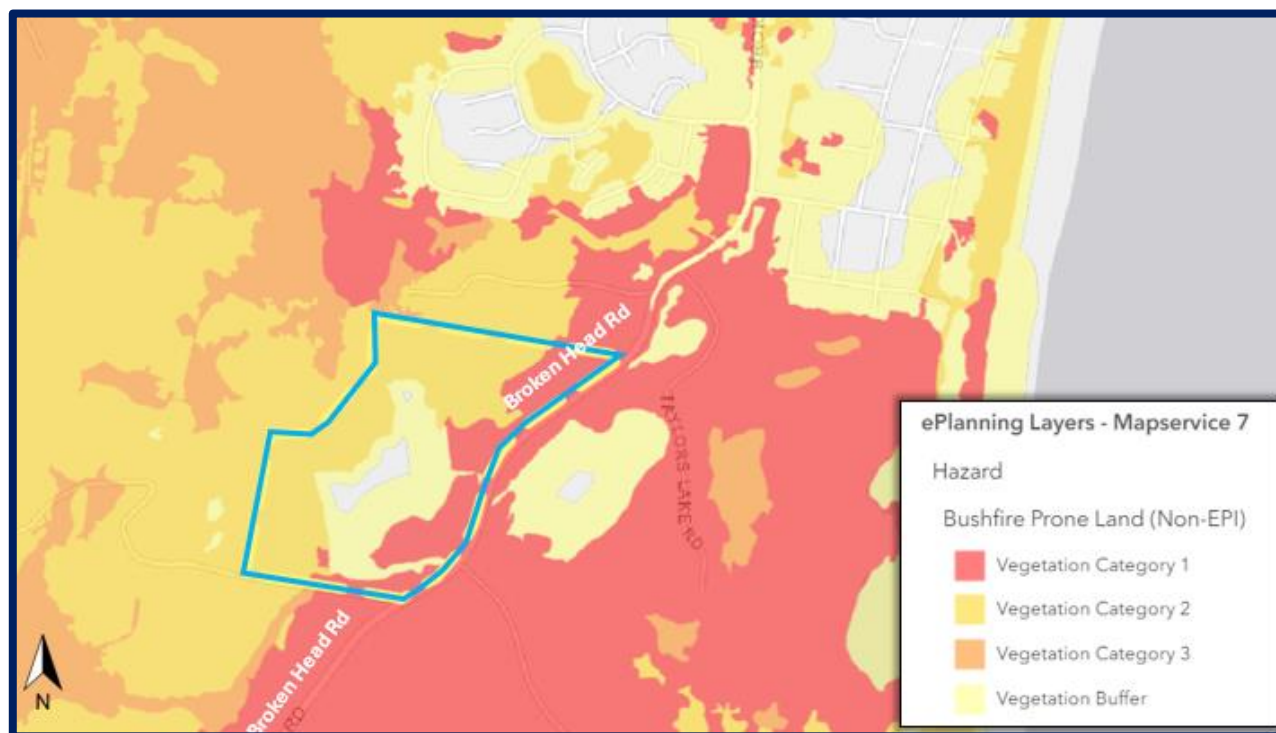 Broken Head Rd
TAYLORS LAKE RD
Broken Head Rd
RD
N
ePlanning Layers - Mapservice 7
Hazard
Bushfire Prone Land (Non-EPI)
Vegetation Category 1
Vegetation Category 2
Vegetation Category 3
Vegetation Buffer